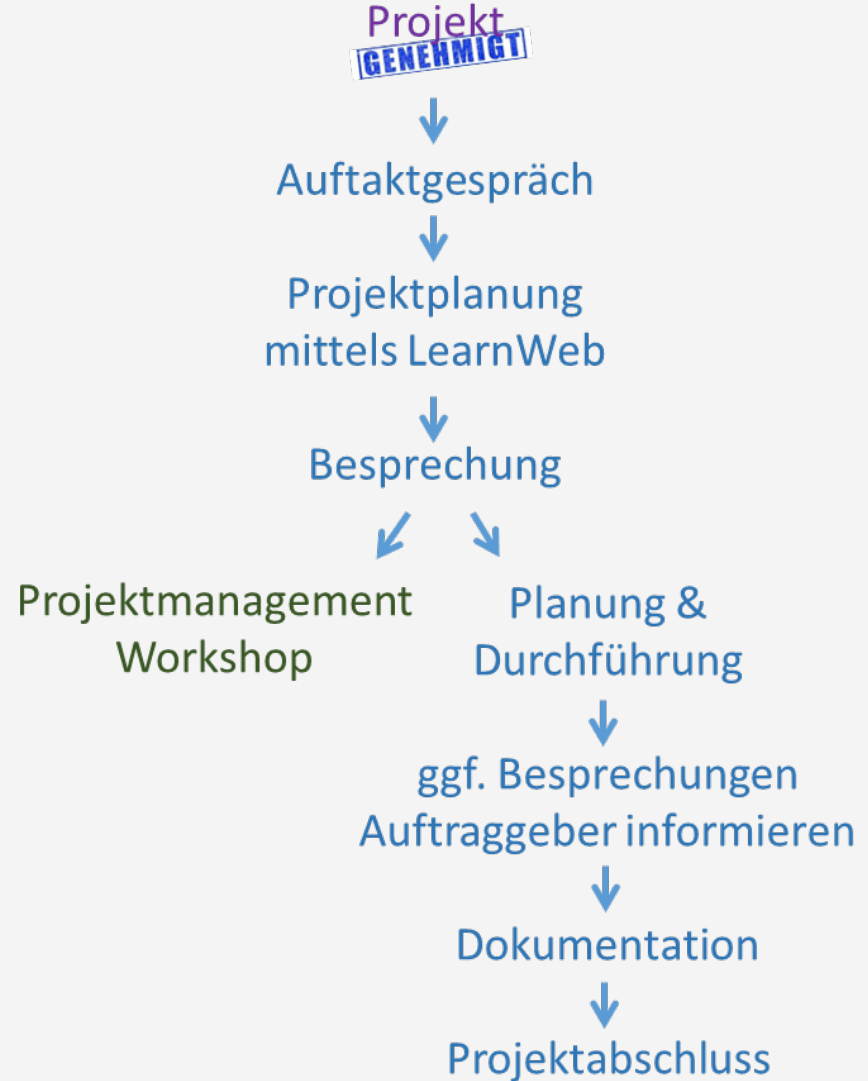 Projekt
GENEHMIGT
Auftaktgespräch
Projektplanung
mittels LearnWeb
Besprechung
Projektmanagement
Workshop
Planung &
Durchführung
ggf. Besprechungen
Auftraggeber informieren
Dokumentation
Projektabschluss